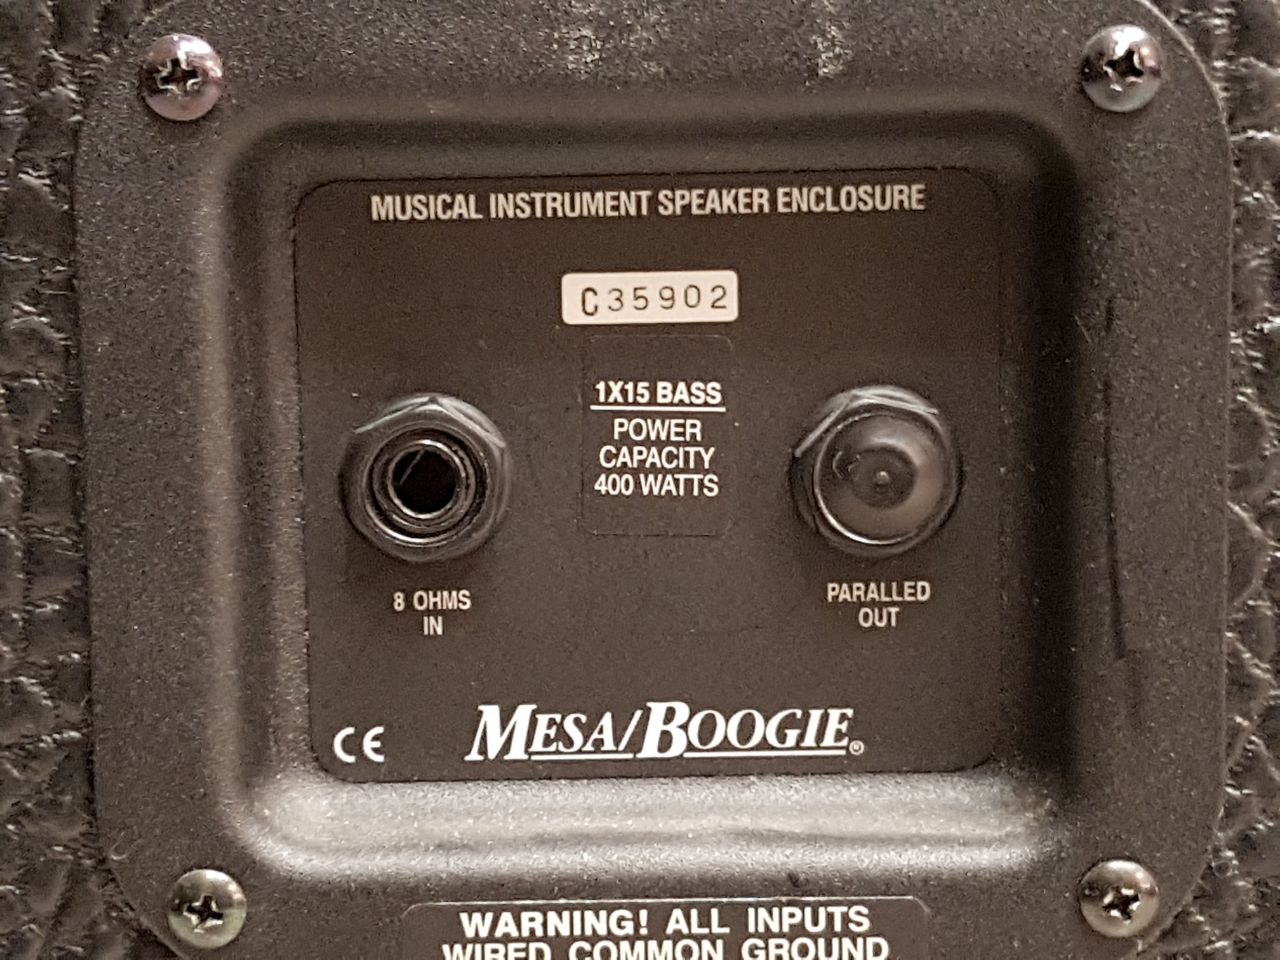 MUSICAL INSTRUMENT SPEAKER ENCLOSURE
C35902
1X15 BASS
POWER
CAPACITY
400 WATTS
8 OHMS
IN
PARALLED
OUT
CE
MESA/BOOGIE®
WARNING! ALL INPUTS
WIRED COMMON GROUND